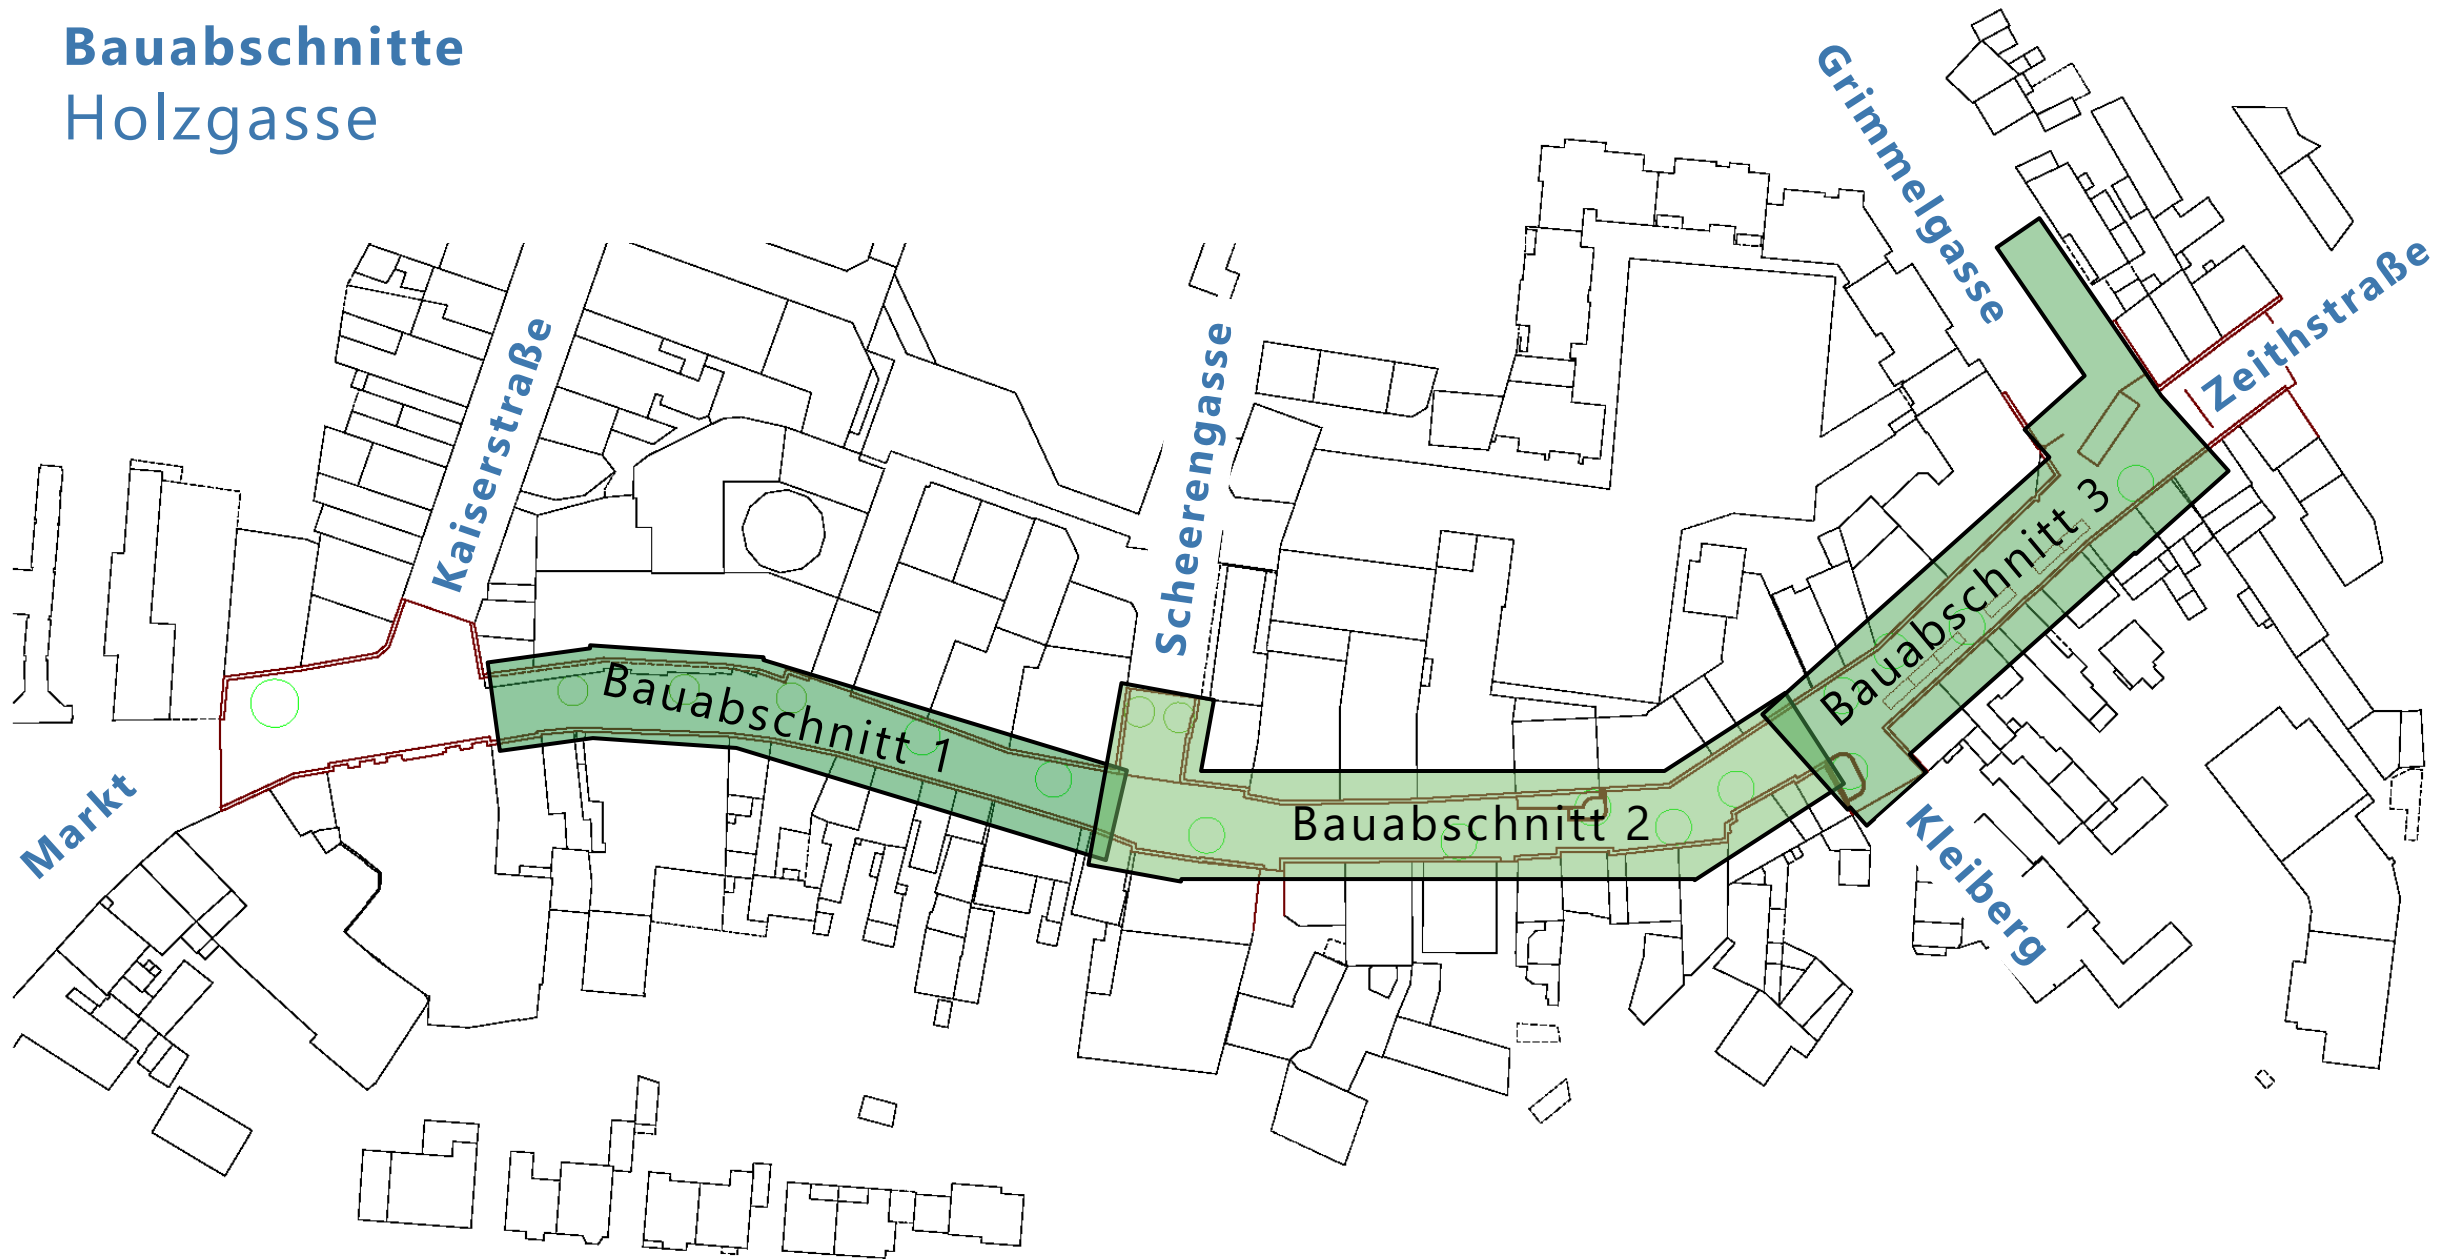 Bauabschnitte
Holzgasse
Grimmelgasse
Zeithstraße
Kaiserstraße
Scheerengasse
Bauabschnitt 3
Bauabschnitt 1
Bauabschnitt 2
Markt
Kleiberg